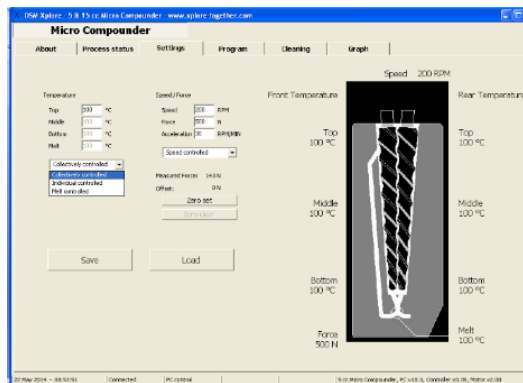 DSM Xplore - 5 & 15 cc Micro Compounder - www.xplore-together.com
Micro Compounder
About
Process status
Settings
Program
Cleaning
Graph
Speed 200 RPM
Temperature
Speed / Force
Front Temperature
Rear Temperature
Top 100 °C
Middle 100 °C
Bottom 100 °C
Melt 100 °C
Speed 200 RPM
Force 500 N
Acceleration
RPM/MIN
Collectively controlled
Collectively controlled
Individual controlled
Melt controlled
Speed controlled
Measured Force: 143 N
Offset: 0 N
Zero set
Save
Load
Top
100 °C
Middle
100 °C
Bottom
100 °C
Force
500 N
Top
100 °C
Middle
100 °C
Bottom
100 °C
Melt
100 °C
22 May 2014
Connected
PC control